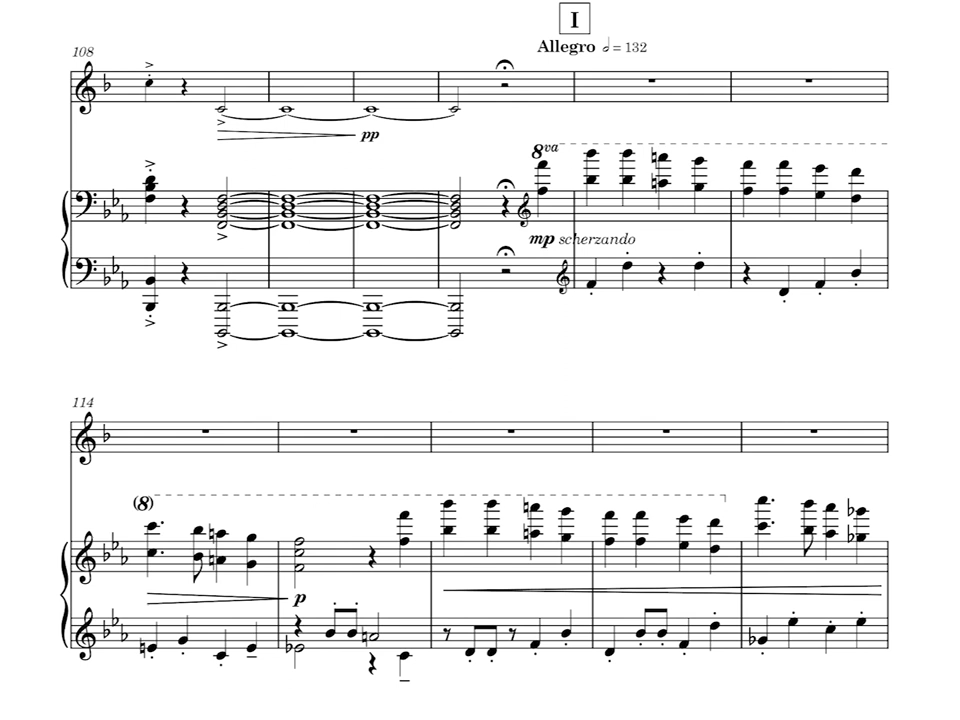 I
Allegro 𝅗𝅥 = 132
108
pp
8va
mp scherzando
114
(8)
p